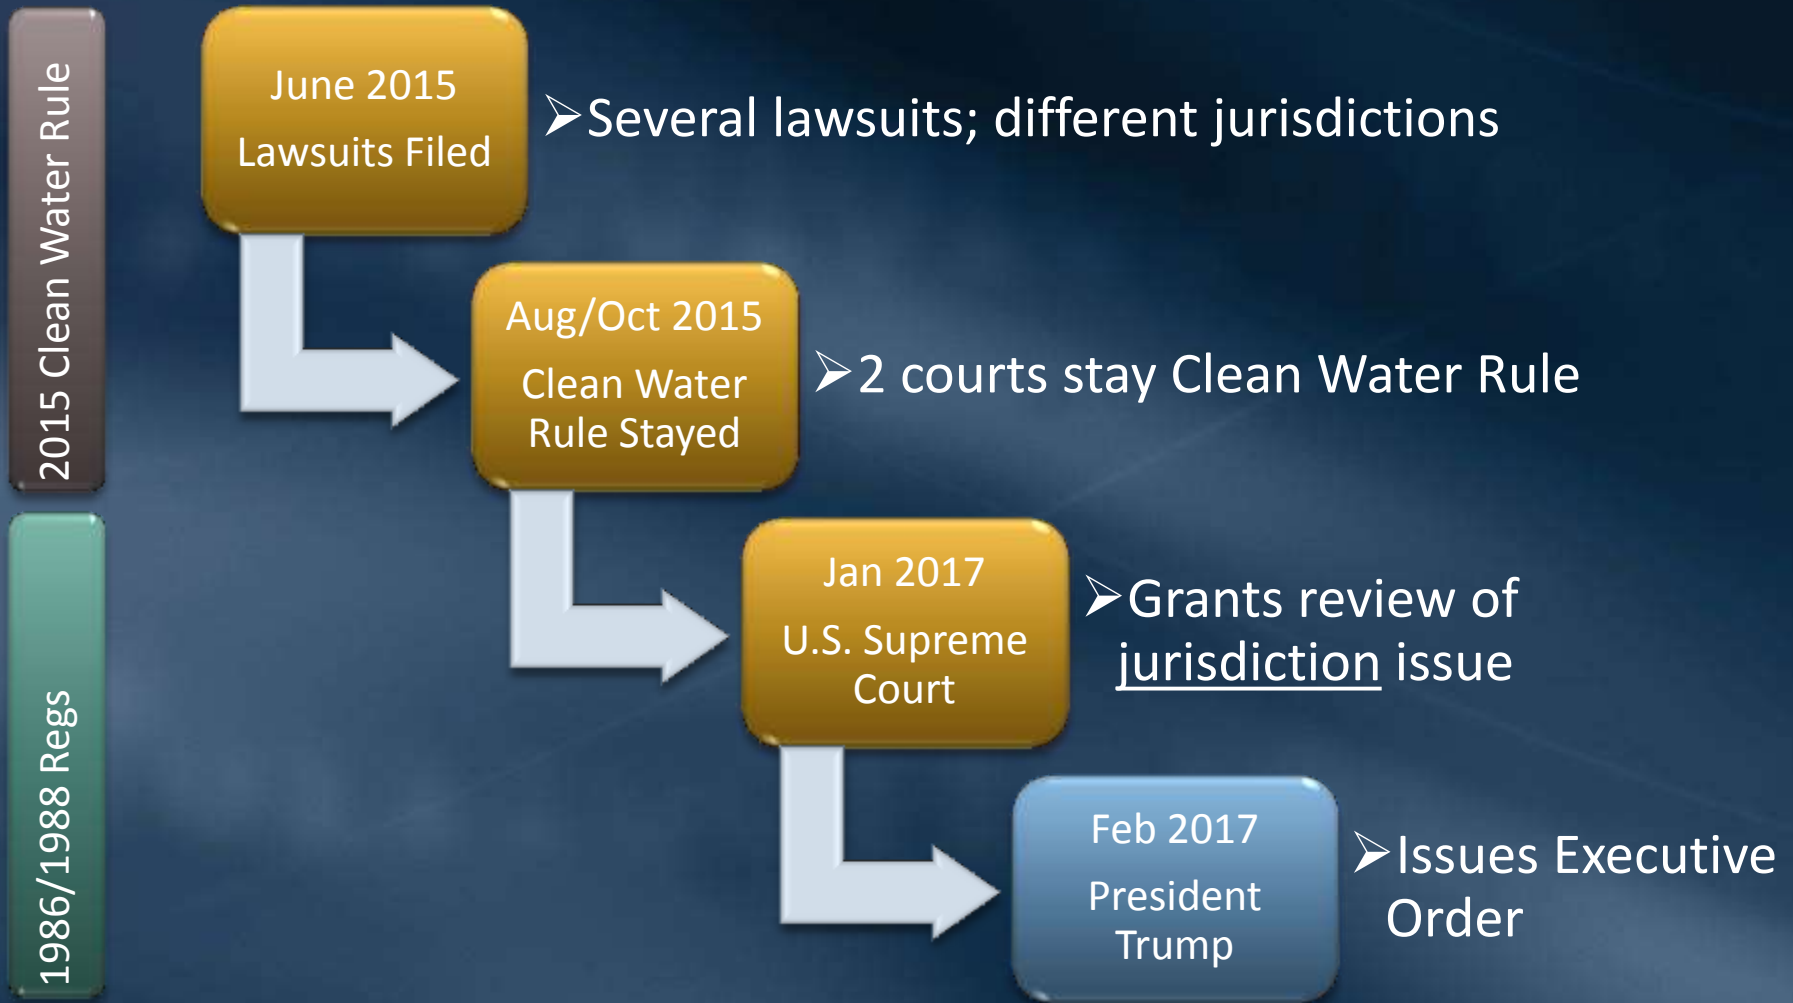 2015 Clean Water Rule
June 2015
Lawsuits Filed
➢Several lawsuits; different jurisdictions
Aug/Oct 2015
Clean Water
Rule Stayed
➢2 courts stay Clean Water Rule
1986/1988 Regs
Jan 2017
U.S. Supreme
Court
➢Grants review of
jurisdiction issue
Feb 2017
President
Trump
➢Issues Executive
Order